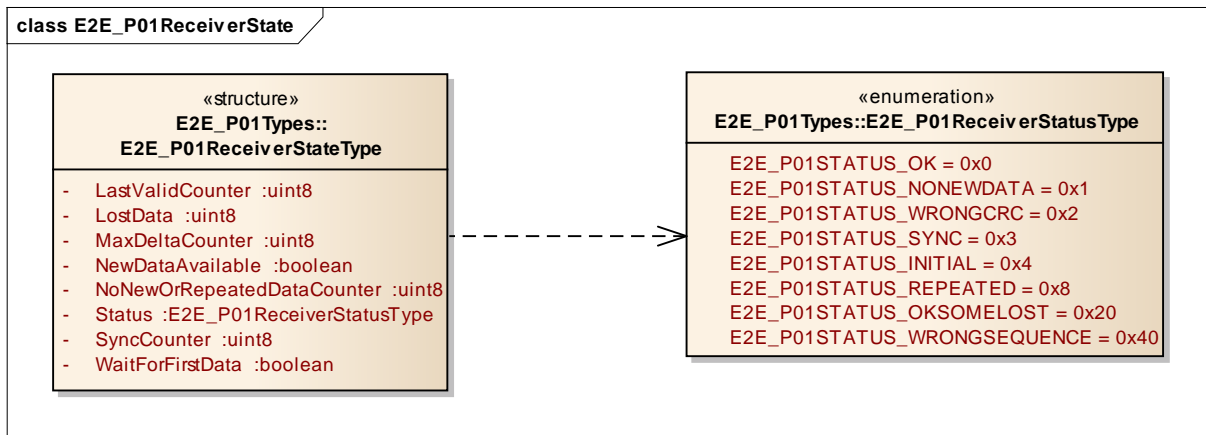 class E2E_P01ReceiverState
«structure»
E2E_P01Types::
E2E_P01ReceiverStateType
- LastValidCounter :uint8
- LostData :uint8
- MaxDeltaCounter :uint8
- NewDataAvailable :boolean
- NoNewOrRepeatedDataCounter :uint8
- Status :E2E_P01ReceiverStatusType
- SyncCounter :uint8
- WaitForFirstData :boolean
«enumeration»
E2E_P01Types::E2E_P01ReceiverStatusType
E2E_P01STATUS_OK = 0x0
E2E_P01STATUS_NONEWDATA = 0x1
E2E_P01STATUS_WRONGCRC = 0x2
E2E_P01STATUS_SYNC = 0x3
E2E_P01STATUS_INITIAL = 0x4
E2E_P01STATUS_REPEATED = 0x8
E2E_P01STATUS_OKSOMELOST = 0x20
E2E_P01STATUS_WRONGSEQUENCE = 0x40